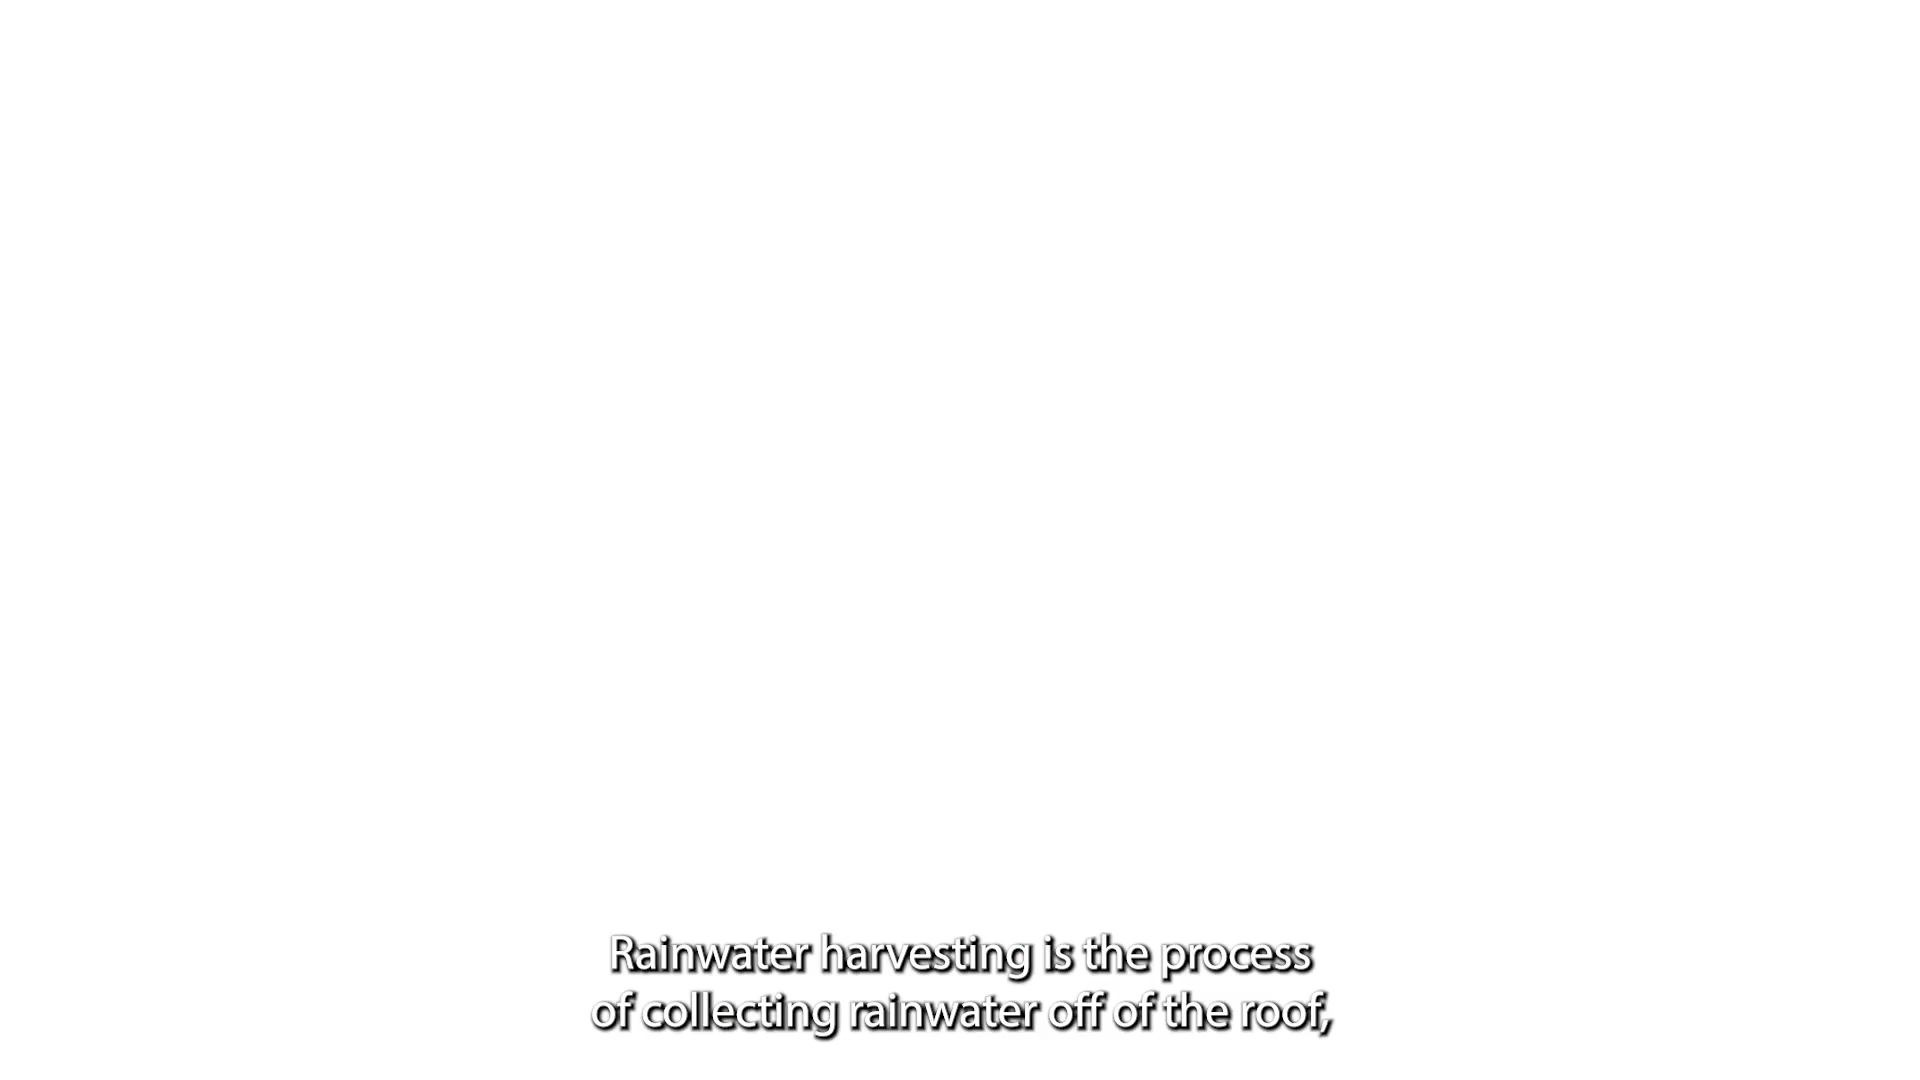 Rainwater harvesting is the process
of collecting rainwater off of the roof,